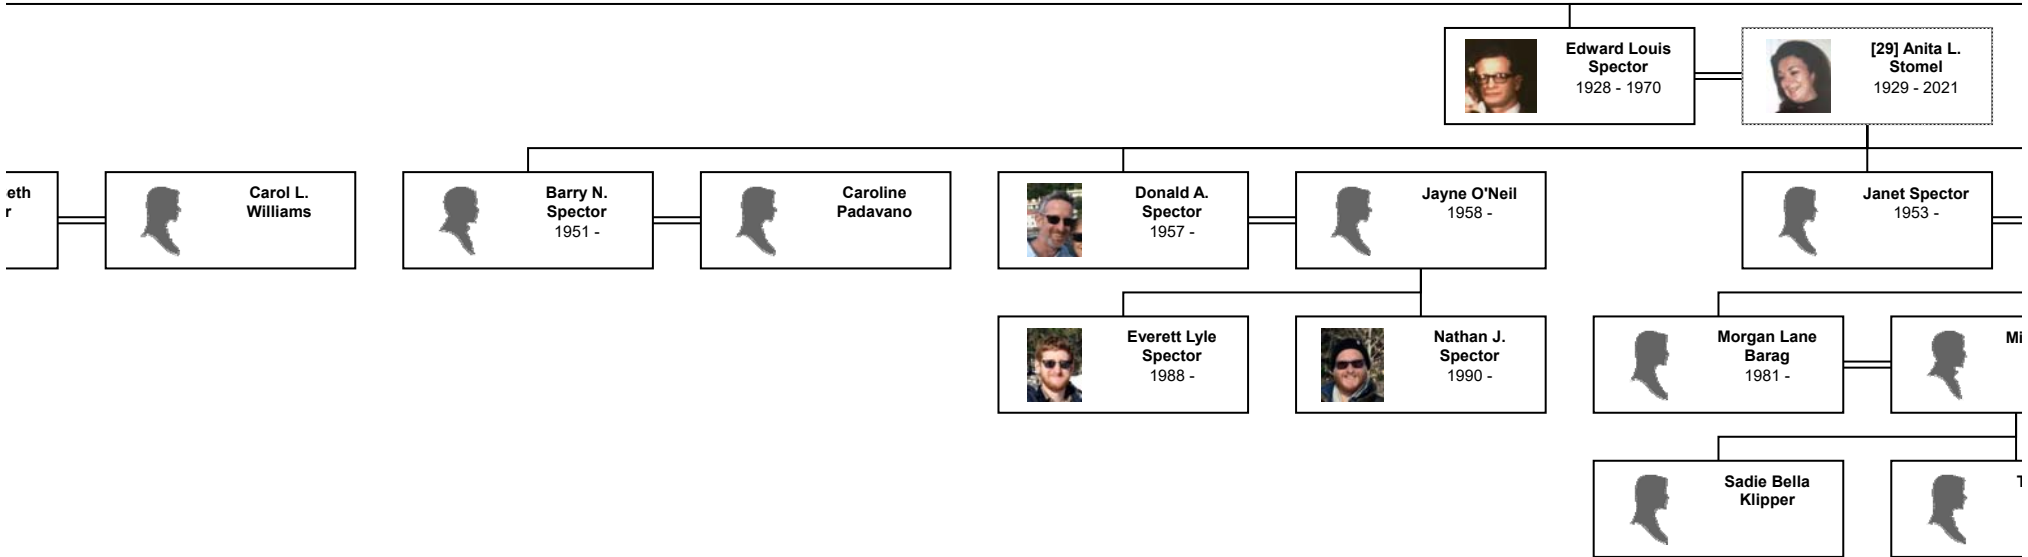 Edward Louis
Spector
1928 - 1970
[29] Anita L.
Stomel
1929 - 2021
eth
r
Carol L.
Williams
Barry N.
Spector
1951 -
Caroline
Padavano
Donald A.
Spector
1957 -
Jayne O'Neil
1958 -
Janet Spector
1953 -
Everett Lyle
Spector
1988 -
Nathan J.
Spector
1990 -
Morgan Lane
Barag
1981 -
Mi
Sadie Bella
Klipper
T